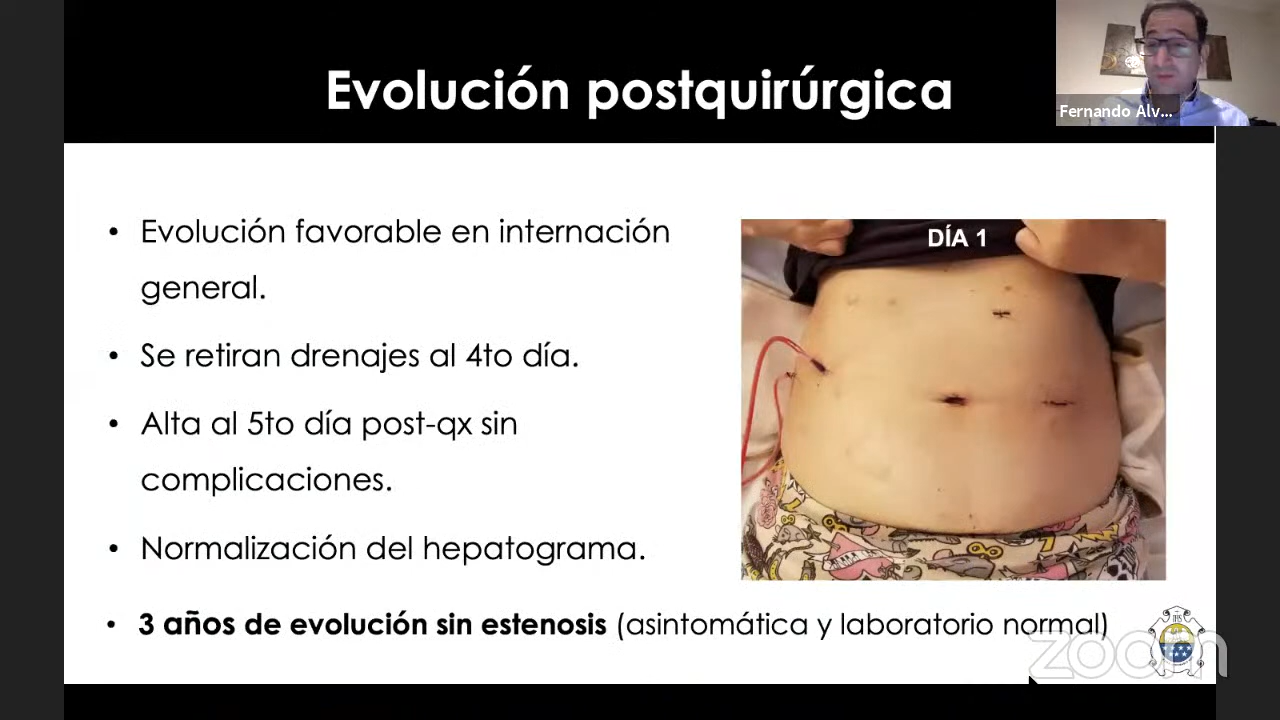 Evolución postquirúrgica
Fernando Alv...
• Evolución favorable en internación
general.
• Se retiran drenajes al 4to día.
• Alta al 5to día post-qx sin
complicaciones.
• Normalización del hepatograma.
• 3 años de evolución sin estenosis (asintomática y laboratorio normal)
DÍA 1
zoom